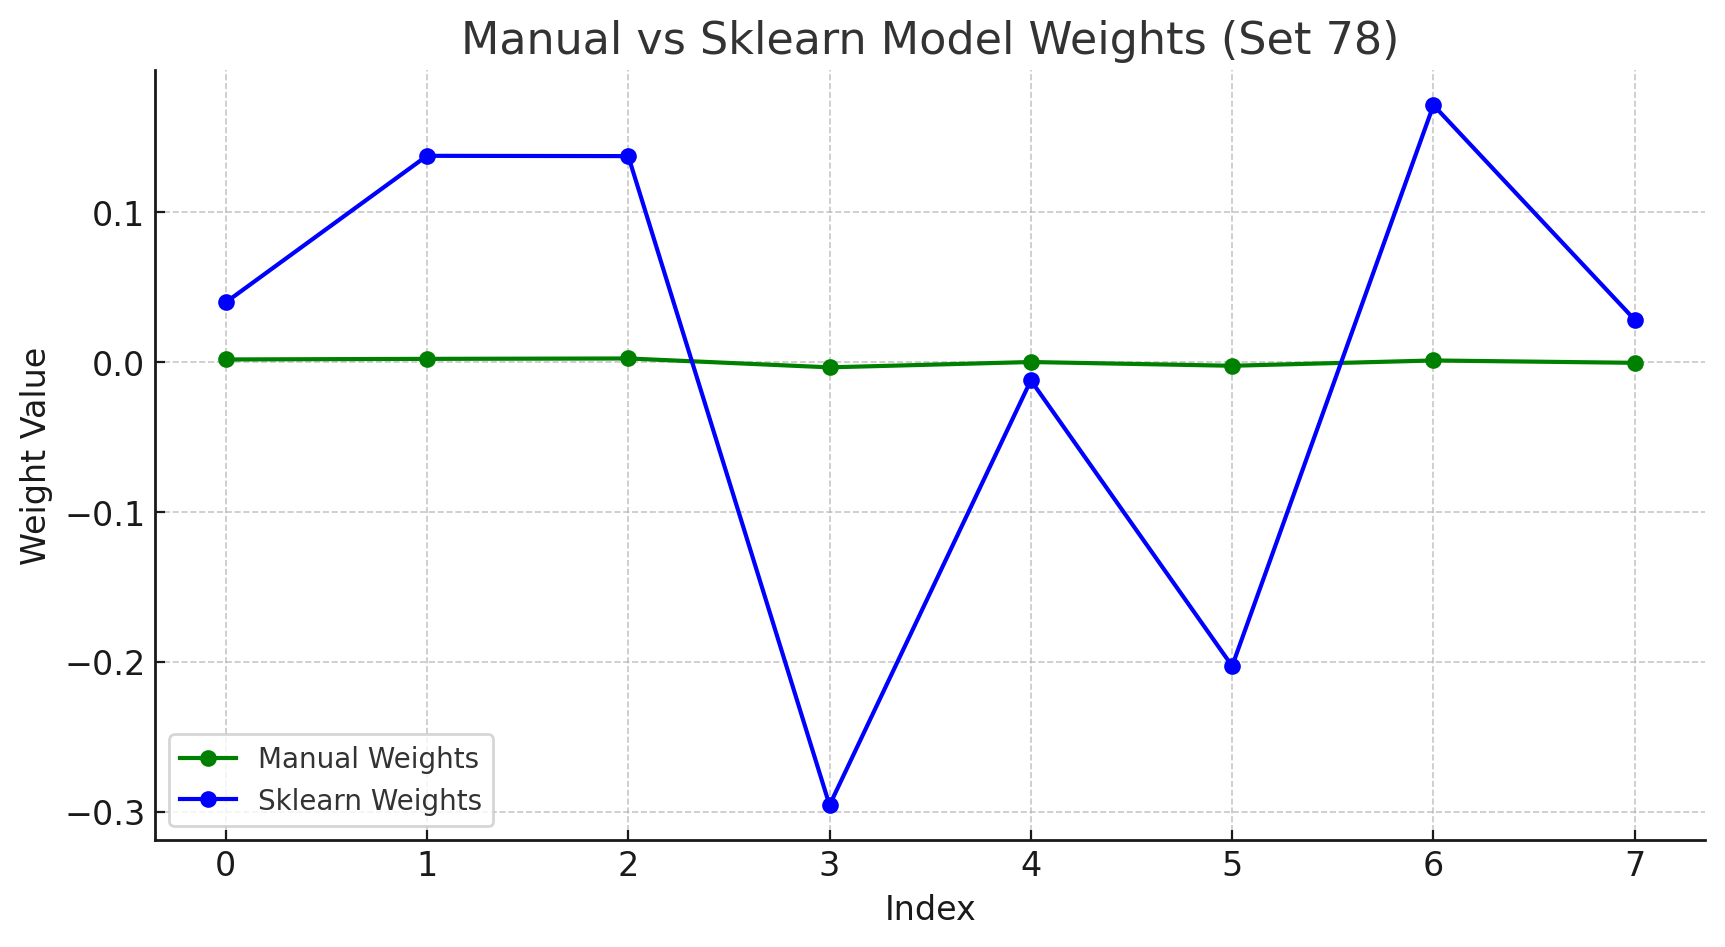 Manual vs Sklearn Model Weights (Set 78)
Weight Value
0.1
0.0
−0.1
−0.2
−0.3
Manual Weights
Sklearn Weights
0 1 2 3 4 5 6 7
Index